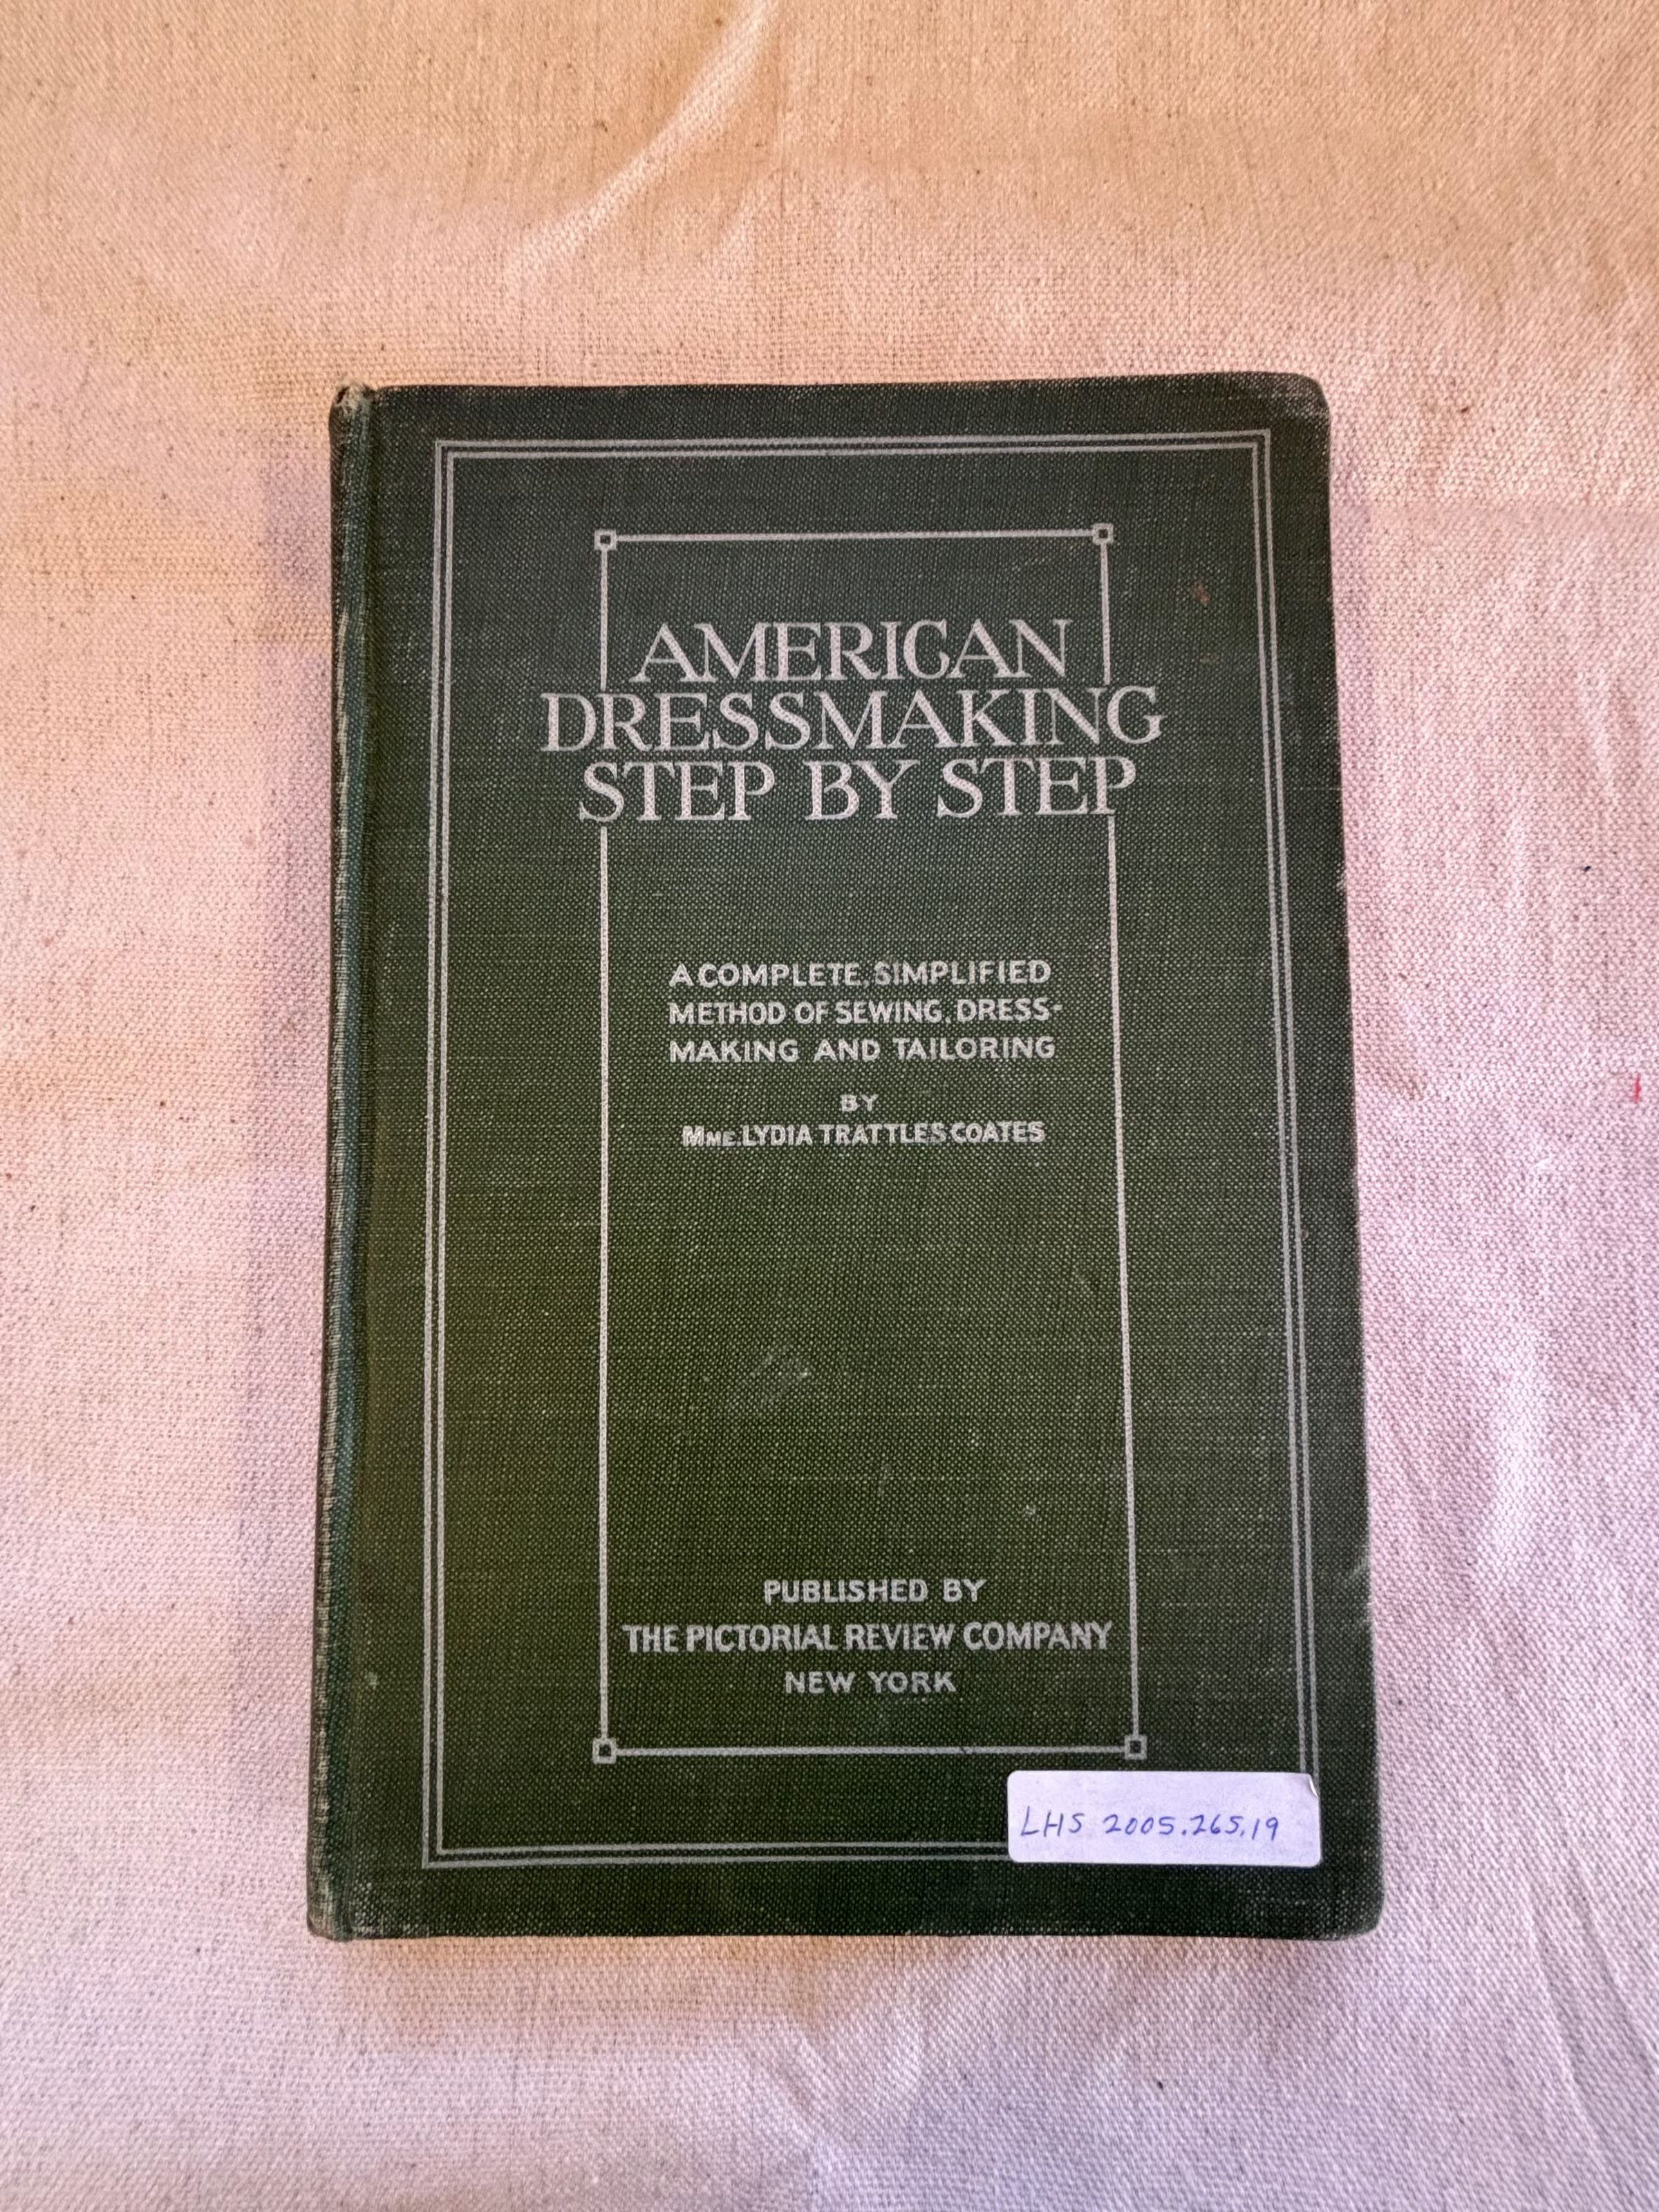 AMERICAN
DRESSMAKING
STEP BY STEP
A COMPLETE, SIMPLIFIED
METHOD OF SEWING, DRESS-
MAKING AND TAILORING
BY
MME. LYDIA TRATTLES COATES
PUBLISHED BY
THE PICTORIAL REVIEW COMPANY
NEW YORK
LHS 2005.265.19